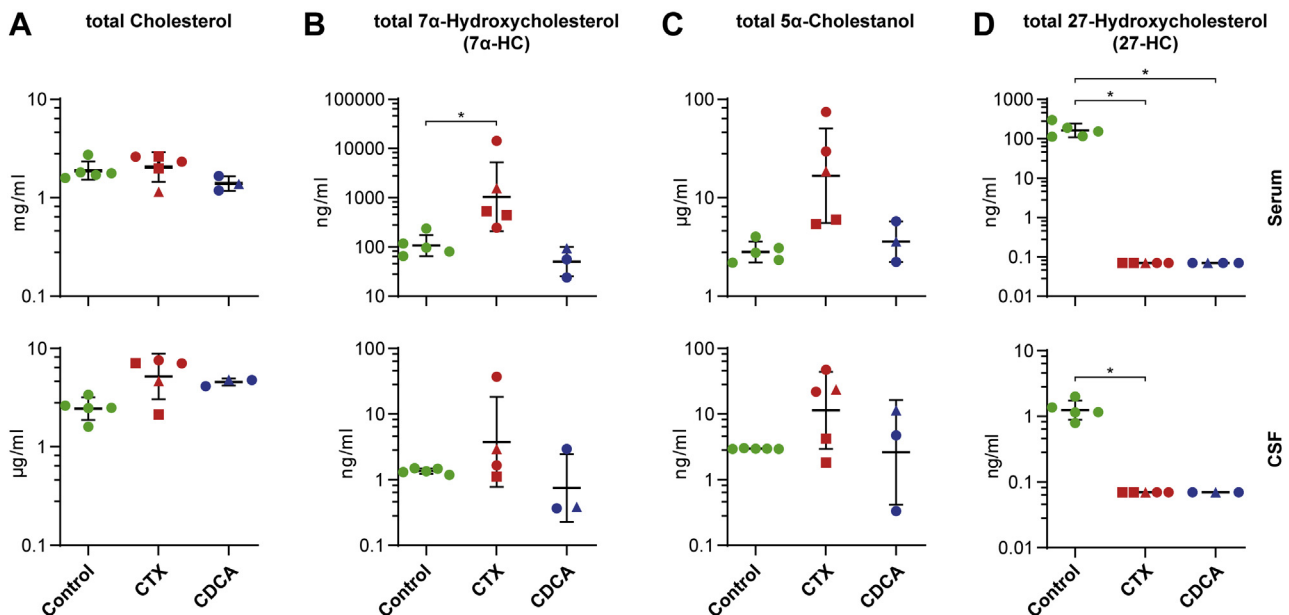 A total Cholesterol
B total 7α-Hydroxycholesterol
(7α-HC)
C total 5α-Cholestanol
D total 27-Hydroxycholesterol
(27-HC)
mg/ml
10
1
0.1
ng/ml
100000
10000
1000
100
10
*
µg/ml
100
10
1
ng/ml
1000
100
10
1
0.1
0.01
*
*
Serum
µg/ml
10
1
0.1
Control
CTX
CDCA
ng/ml
100
10
1
0.1
Control
CTX
CDCA
ng/ml
100
10
1
0.1
Control
CTX
CDCA
ng/ml
10
1
0.1
0.01
*
Control
CTX
CDCA
CSF